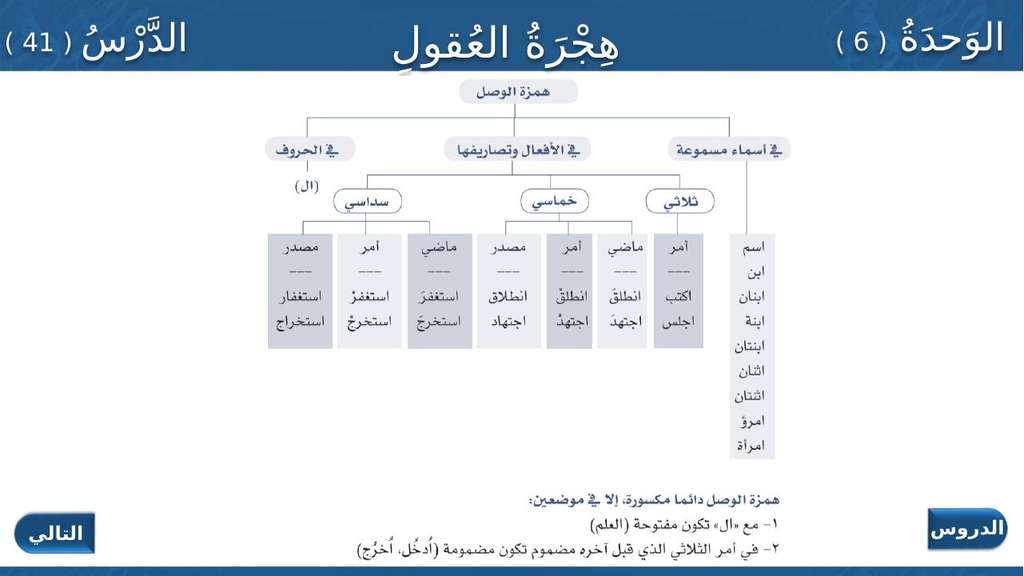 الوَحدَةُ ( 6 )
هِجْرَةُ العُقولِ
الدَّرْسُ ( 41 )
همزة الوصل
في أسماء مسموعة
في الأفعال وتصاريفها
في الحروف
(ال)
ثلاثي
خماسي
سداسي
اسم
ابن
ابنان
ابنة
ابنتان
اثنان
اثنتان
امرؤ
امرأة
أمر
---
اكتب
اجلس
ماضي
---
انطلقَ
اجتهدَ
أمر
---
انطلقْ
اجتهدْ
مصدر
---
انطلاق
اجتهاد
ماضي
---
استغفرَ
استخرجَ
أمر
---
استغفرْ
استخرجْ
مصدر
---
استغفار
استخراج
همزة الوصل دائما مكسورة، إلا في موضعين:
١- مع «ال» تكون مفتوحة (العلم)
٢- في أمر الثلاثي الذي قبل آخره مضموم تكون مضمومة (اُدخُل، اُخرُج)
الدروس
التالي